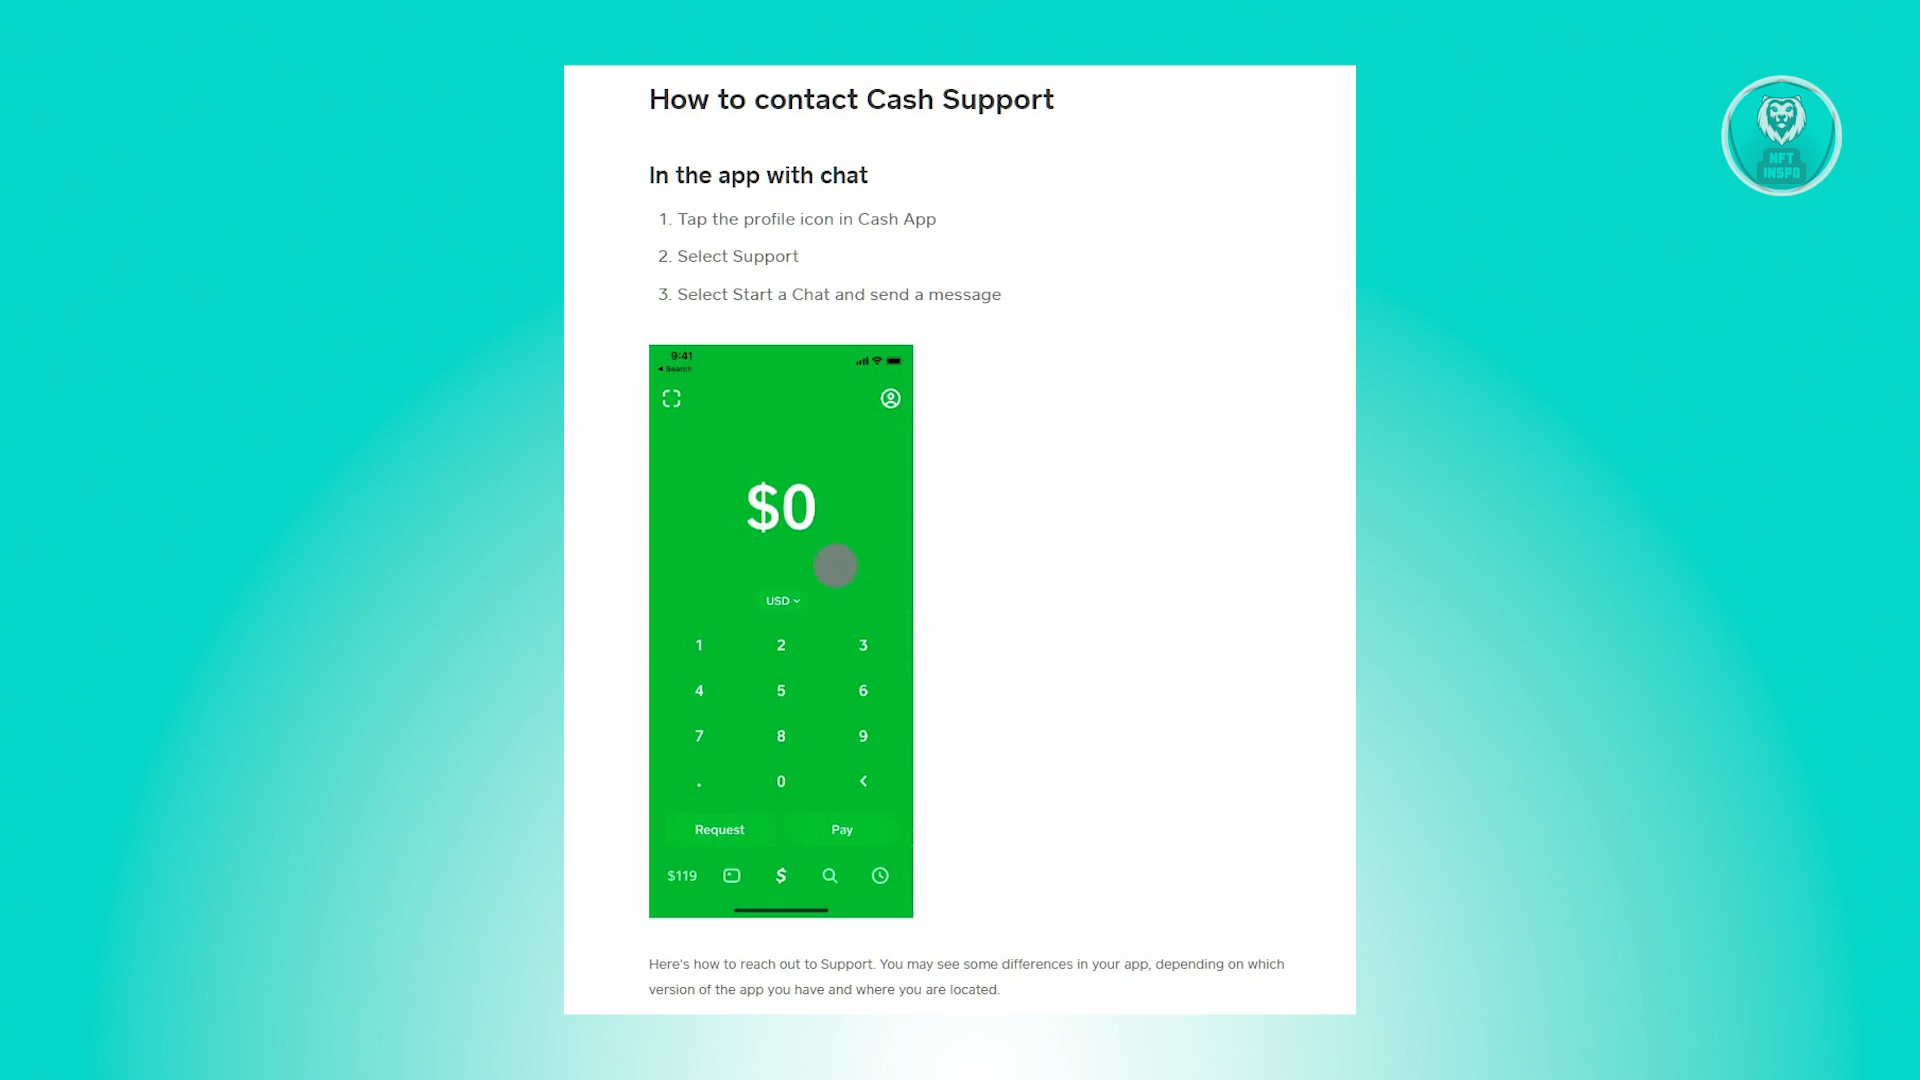 How to contact Cash Support
NFT
INSPO
In the app with chat
1. Tap the profile icon in Cash App
2. Select Support
3. Select Start a Chat and send a message
9:41
◂ Search
$0
USD
1 2 3
4 5 6
7 8 9
. 0 <
Request Pay
$119 $
Here's how to reach out to Support. You may see some differences in your app, depending on which
version of the app you have and where you are located.